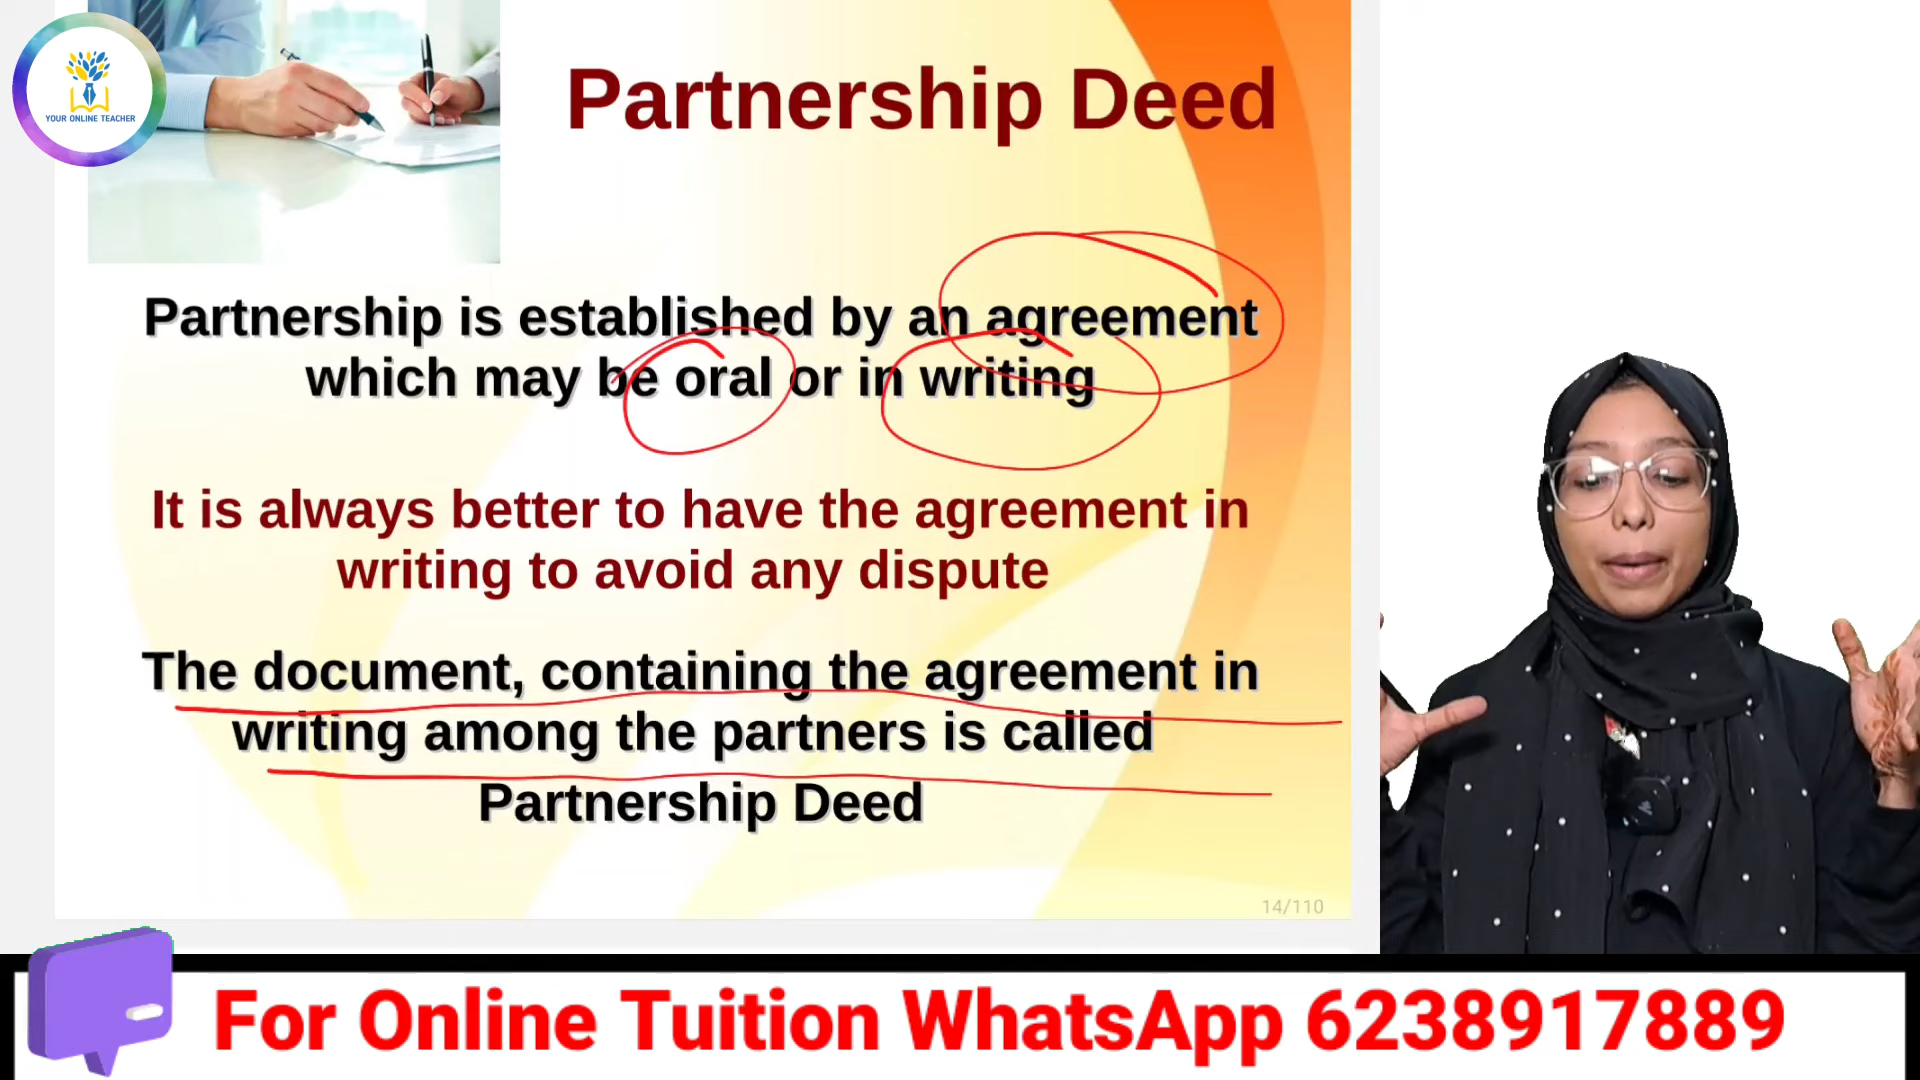 YOUR ONLINE TEACHER
Partnership Deed
Partnership is established by an agreement
which may be oral or in writing
It is always better to have the agreement in
writing to avoid any dispute
The document, containing the agreement in
writing among the partners is called
Partnership Deed
14/110
For Online Tuition WhatsApp 6238917889